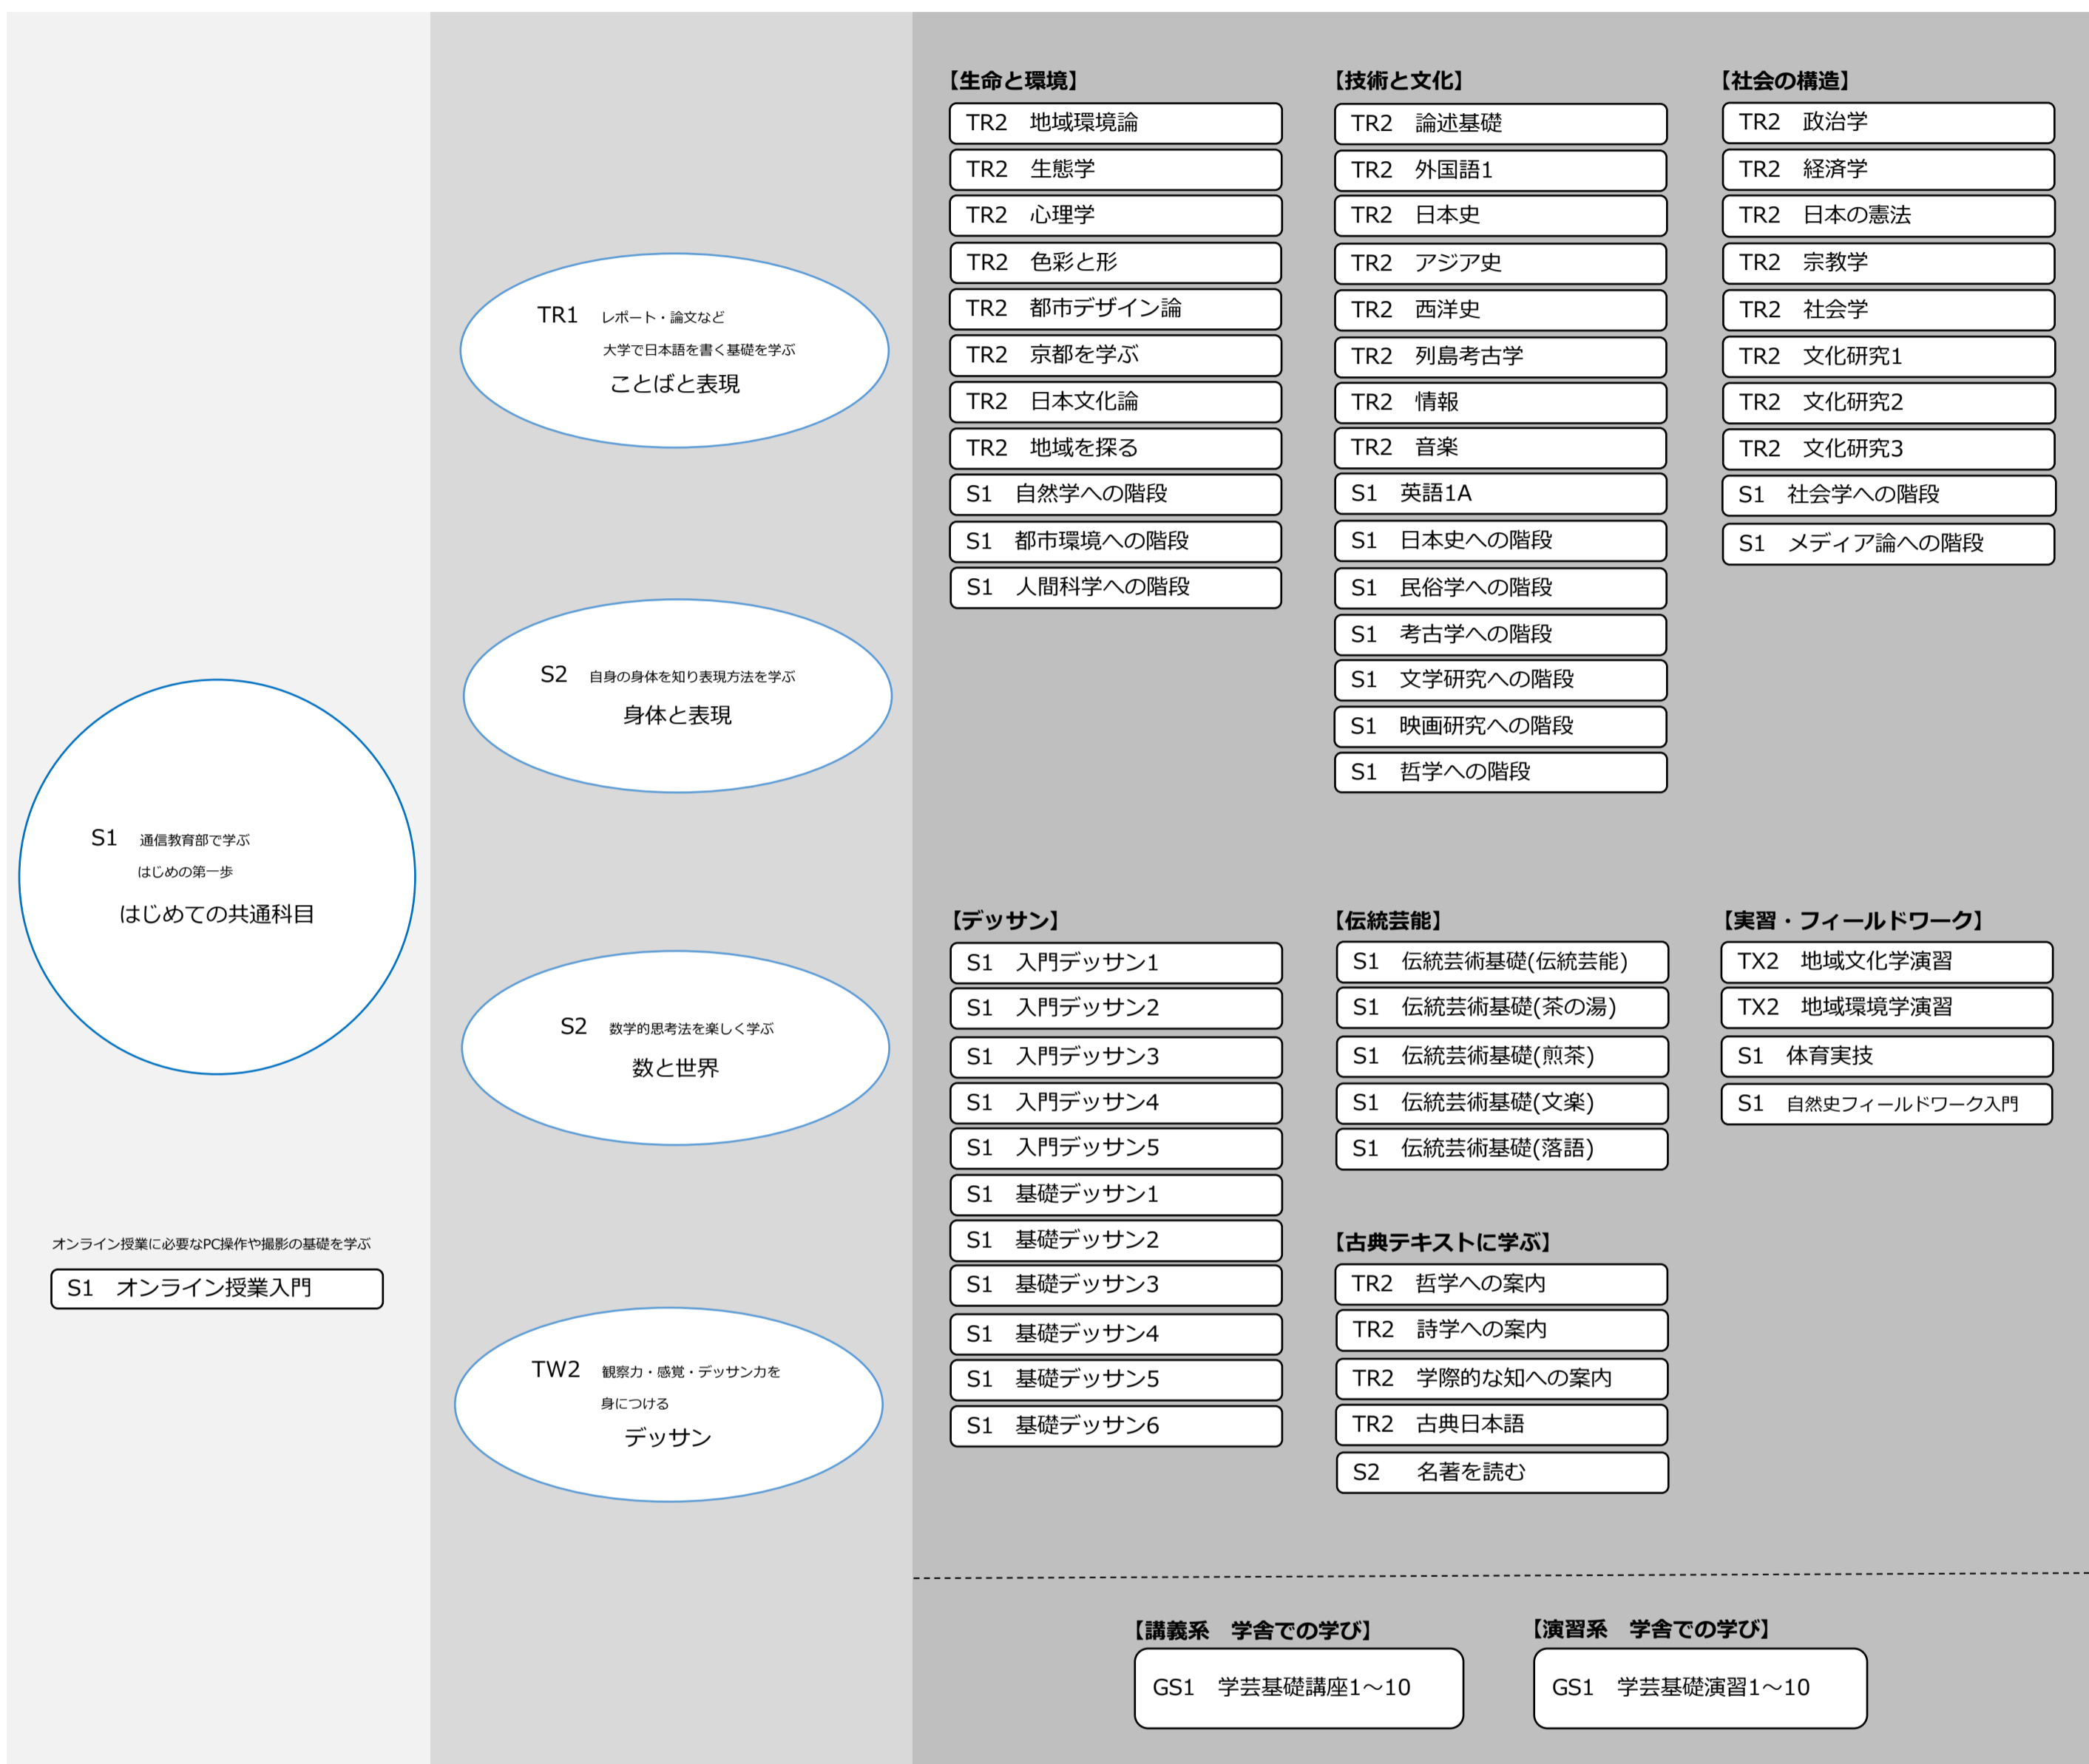 S1 通信教育部で学ぶ
はじめの第一歩
はじめての共通科目
オンライン授業に必要なPC操作や撮影の基礎を学ぶ
S1 オンライン授業入門
TR1 レポート・論文など
大学で日本語を書く基礎を学ぶ
ことばと表現
S2 自身の身体を知り表現方法を学ぶ
身体と表現
S2 数学的思考法を楽しく学ぶ
数と世界
TW2 観察力・感覚・デッサン力を
身につける
デッサン
【生命と環境】
TR2 地域環境論
TR2 生態学
TR2 心理学
TR2 色彩と形
TR2 都市デザイン論
TR2 京都を学ぶ
TR2 日本文化論
TR2 地域を探る
S1 自然学への階段
S1 都市環境への階段
S1 人間科学への階段
【技術と文化】
TR2 論述基礎
TR2 外国語1
TR2 日本史
TR2 アジア史
TR2 西洋史
TR2 列島考古学
TR2 情報
TR2 音楽
S1 英語1A
S1 日本史への階段
S1 民俗学への階段
S1 考古学への階段
S1 文学研究への階段
S1 映画研究への階段
S1 哲学への階段
【社会の構造】
TR2 政治学
TR2 経済学
TR2 日本の憲法
TR2 宗教学
TR2 社会学
TR2 文化研究1
TR2 文化研究2
TR2 文化研究3
S1 社会学への階段
S1 メディア論への階段
【デッサン】
S1 入門デッサン1
S1 入門デッサン2
S1 入門デッサン3
S1 入門デッサン4
S1 入門デッサン5
S1 基礎デッサン1
S1 基礎デッサン2
S1 基礎デッサン3
S1 基礎デッサン4
S1 基礎デッサン5
S1 基礎デッサン6
【伝統芸能】
S1 伝統芸術基礎(伝統芸能)
S1 伝統芸術基礎(茶の湯)
S1 伝統芸術基礎(煎茶)
S1 伝統芸術基礎(文楽)
S1 伝統芸術基礎(落語)
【古典テキストに学ぶ】
TR2 哲学への案内
TR2 詩学への案内
TR2 学際的な知への案内
TR2 古典日本語
S2 名著を読む
【実習・フィールドワーク】
TX2 地域文化学演習
TX2 地域環境学演習
S1 体育実技
S1 自然史フィールドワーク入門
【講義系 学舎での学び】
GS1 学芸基礎講座1～10
【演習系 学舎での学び】
GS1 学芸基礎演習1～10